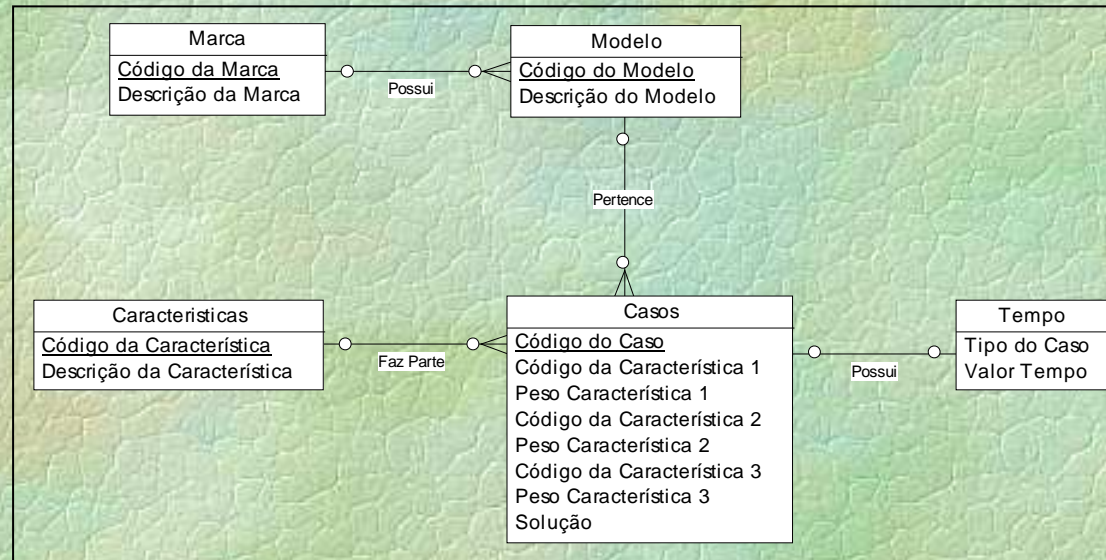 Marca
Código da Marca
Descrição da Marca
Possui
Modelo
Código do Modelo
Descrição do Modelo
Pertence
Caracteristicas
Código da Característica
Descrição da Característica
Faz Parte
Casos
Código do Caso
Código da Característica 1
Peso Característica 1
Código da Característica 2
Peso Característica 2
Código da Característica 3
Peso Característica 3
Solução
Possui
Tempo
Tipo do Caso
Valor Tempo